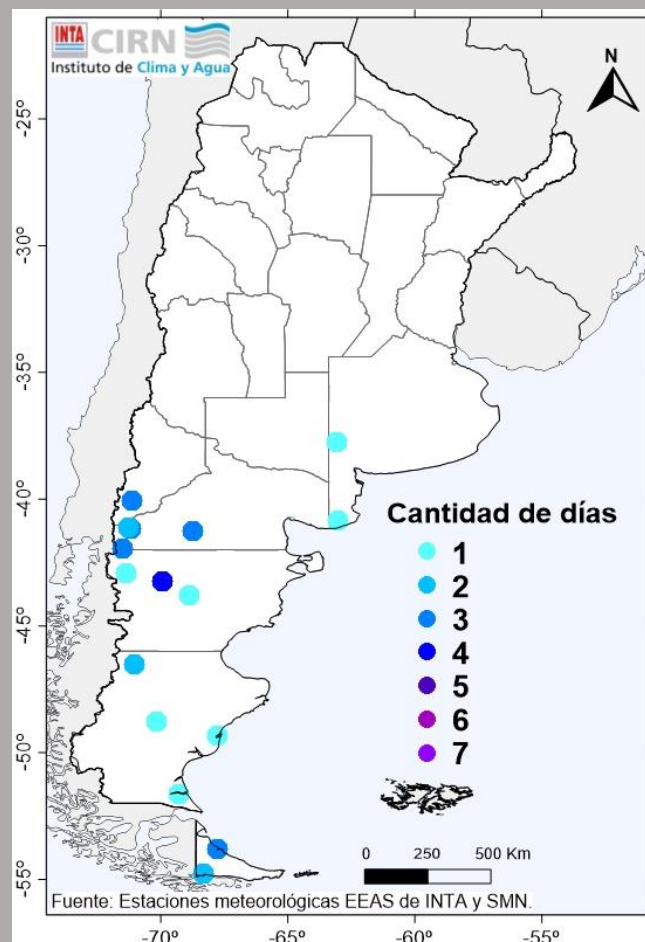 INTA CIRN
Instituto de Clima y Agua
N
-25°
-30°
-35°
-40°
-45°
-50°
-55°
Cantidad de días
1
2
3
4
5
6
7
0 250 500 Km
Fuente: Estaciones meteorológicas EEAS de INTA y SMN.
-70° -65° -60° -55°